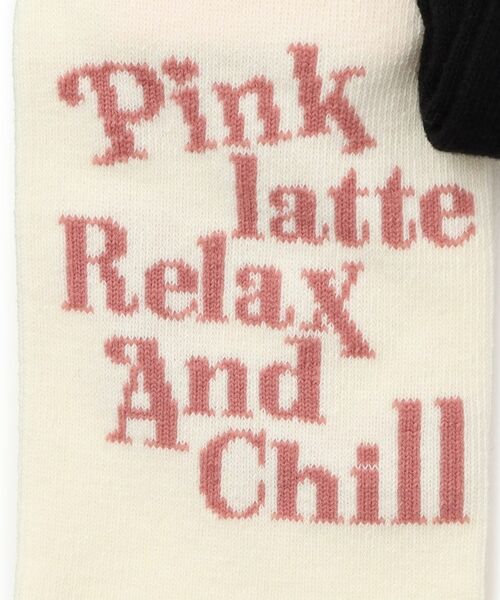 Pink
latte
Relax
And
Chill